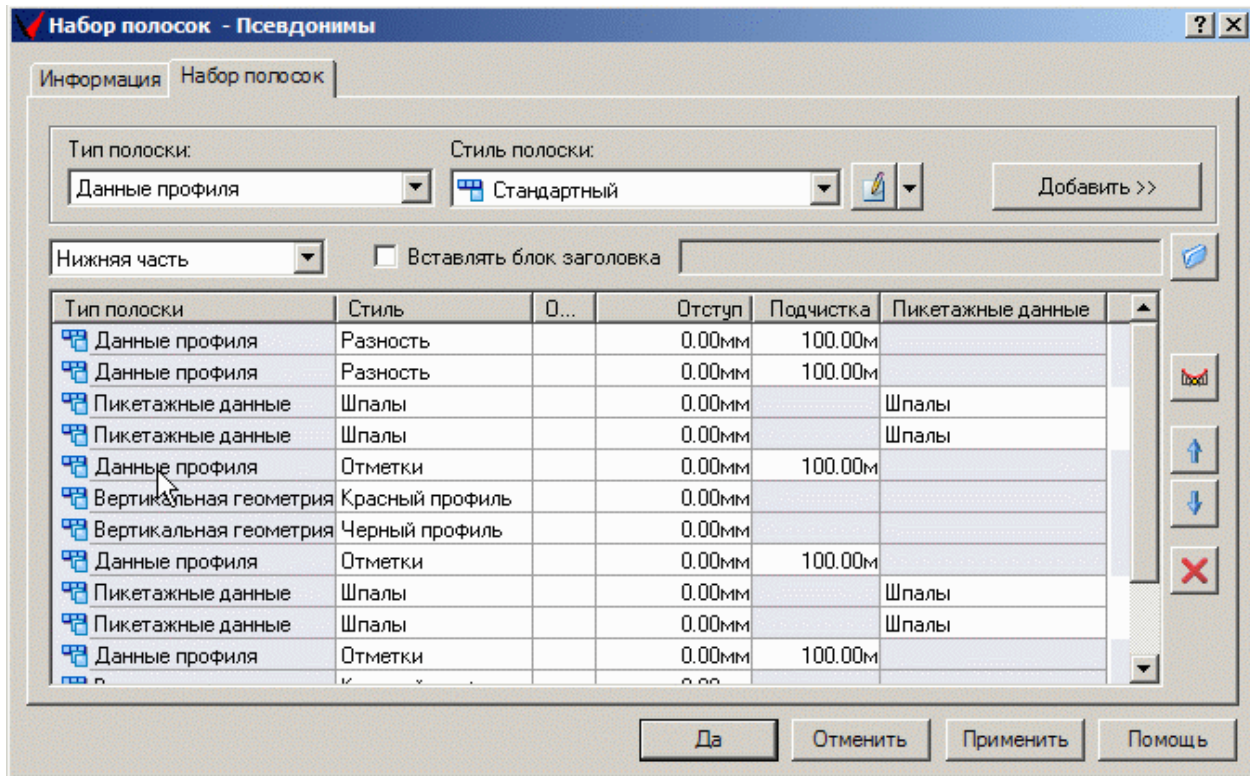 Набор полосок - Псевдонимы
Информация Набор полосок
Тип полоски: Стиль полоски:
Данные профиля Стандартный Добавить >>
Нижняя часть Вставлять блок заголовка
Тип полоски Стиль О... Отступ Подчистка Пикетажные данные
Данные профиля Разность 0.00мм 100.00м
Данные профиля Разность 0.00мм 100.00м
Пикетажные данные Шпалы 0.00мм Шпалы
Пикетажные данные Шпалы 0.00мм Шпалы
Данные профиля Отметки 0.00мм 100.00м
Вертикальная геометрия Красный профиль 0.00мм
Вертикальная геометрия Черный профиль 0.00мм
Данные профиля Отметки 0.00мм 100.00м
Пикетажные данные Шпалы 0.00мм Шпалы
Пикетажные данные Шпалы 0.00мм Шпалы
Данные профиля Отметки 0.00мм 100.00м
Да Отменить Применить Помощь